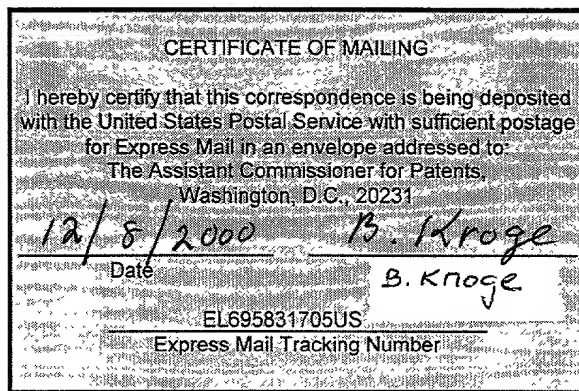 CERTIFICATE OF MAILING
I hereby certify that this correspondence is being deposited
with the United States Postal Service with sufficient postage
for Express Mail in an envelope addressed to:
The Assistant Commissioner for Patents,
Washington, D.C., 20231
12/8/2000 B. Kroge
Date B. Kroge
EL695831705US
Express Mail Tracking Number